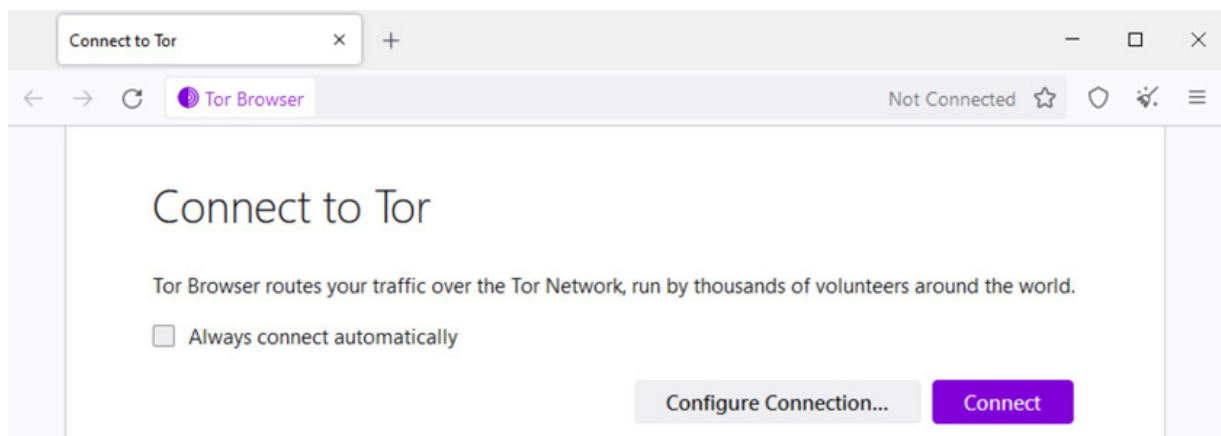 Connect to Tor
Tor Browser
Not Connected
Connect to Tor
Tor Browser routes your traffic over the Tor Network, run by thousands of volunteers around the world.
Always connect automatically
Configure Connection...
Connect